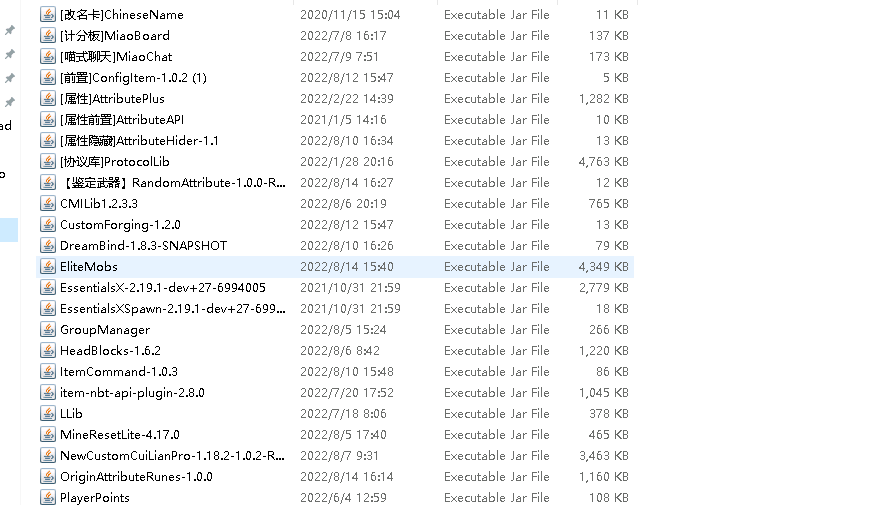 [改名卡]ChineseName 2020/11/15 15:04 Executable Jar File 11 KB
[计分板]MiaoBoard 2022/7/8 16:17 Executable Jar File 137 KB
[喵式聊天]MiaoChat 2022/7/9 7:51 Executable Jar File 173 KB
[前置]ConfigItem-1.0.2 (1) 2022/8/12 15:47 Executable Jar File 5 KB
[属性]AttributePlus 2022/2/22 14:39 Executable Jar File 1,282 KB
ad
[属性前置]AttributeAPI 2021/1/5 14:16 Executable Jar File 10 KB
[属性隐藏]AttributeHider-1.1 2022/8/10 16:34 Executable Jar File 13 KB
[协议库]ProtocolLib 2022/1/28 20:16 Executable Jar File 4,763 KB
o
【鉴定武器】RandomAttribute-1.0.0-R... 2022/8/14 16:27 Executable Jar File 12 KB
CMILib1.2.3.3 2022/8/6 20:19 Executable Jar File 765 KB
CustomForging-1.2.0 2022/8/12 15:47 Executable Jar File 13 KB
DreamBind-1.8.3-SNAPSHOT 2022/8/10 16:26 Executable Jar File 79 KB
EliteMobs 2022/8/14 15:40 Executable Jar File 4,349 KB
EssentialsX-2.19.1-dev+27-6994005 2021/10/31 21:59 Executable Jar File 2,779 KB
EssentialsXSpawn-2.19.1-dev+27-699... 2021/10/31 21:59 Executable Jar File 18 KB
GroupManager 2022/8/5 15:24 Executable Jar File 266 KB
HeadBlocks-1.6.2 2022/8/6 8:42 Executable Jar File 1,220 KB
ItemCommand-1.0.3 2022/8/10 15:48 Executable Jar File 86 KB
item-nbt-api-plugin-2.8.0 2022/7/20 17:52 Executable Jar File 1,045 KB
LLib 2022/7/18 8:06 Executable Jar File 378 KB
MineResetLite-4.17.0 2022/8/5 17:40 Executable Jar File 465 KB
NewCustomCuiLianPro-1.18.2-1.0.2-R... 2022/8/7 9:31 Executable Jar File 3,463 KB
OriginAttributeRunes-1.0.0 2022/8/14 16:14 Executable Jar File 1,160 KB
PlayerPoints 2022/6/4 12:59 Executable Jar File 108 KB